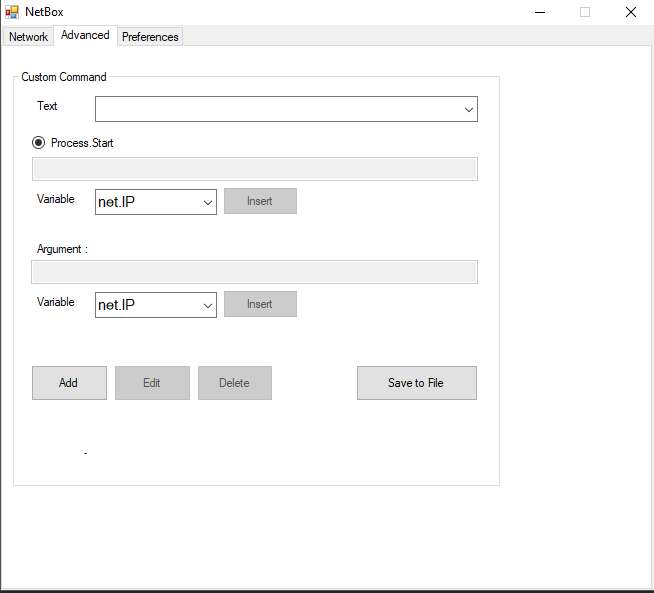 NetBox
Network Advanced Preferences
Custom Command
Text
Process.Start
Variable net.IP Insert
Argument :
Variable net.IP Insert
Add Edit Delete Save to File
-